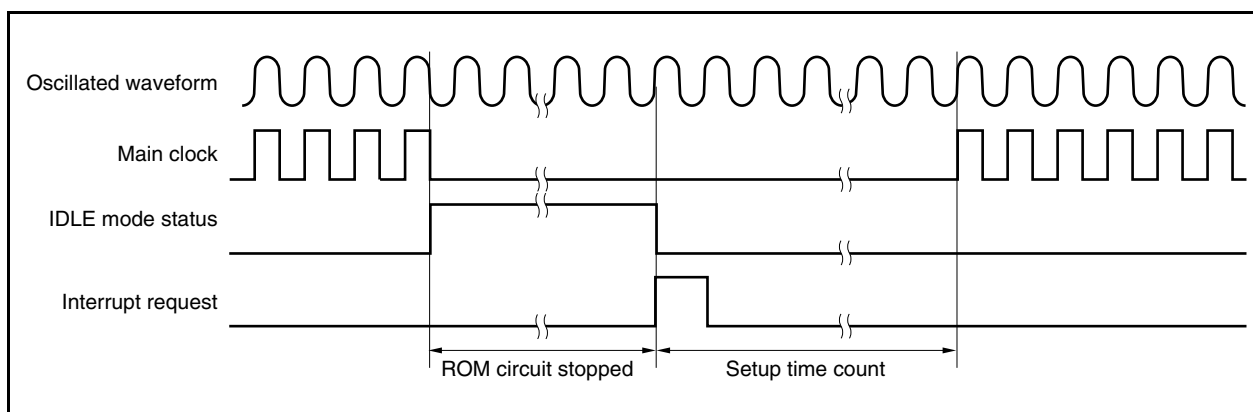 Oscillated waveform
Main clock
IDLE mode status
Interrupt request
ROM circuit stopped
Setup time count